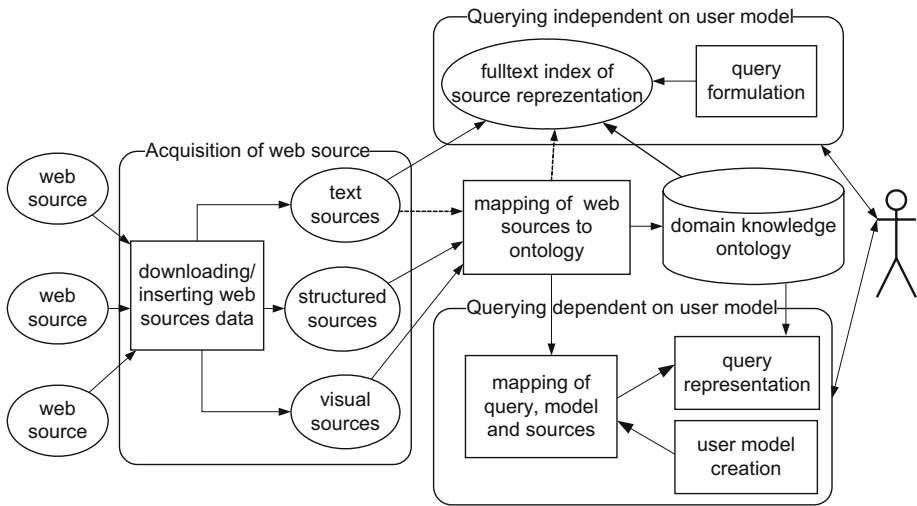 Querying independent on user model
fulltext index of
source reprezentation
query
formulation
Acquisition of web source
web
source
web
source
web
source
downloading/
inserting web
sources data
text
sources
structured
sources
visual
sources
mapping of web
sources to
ontology
domain knowledge
ontology
Querying dependent on user model
mapping of
query, model
and sources
query
representation
user model
creation